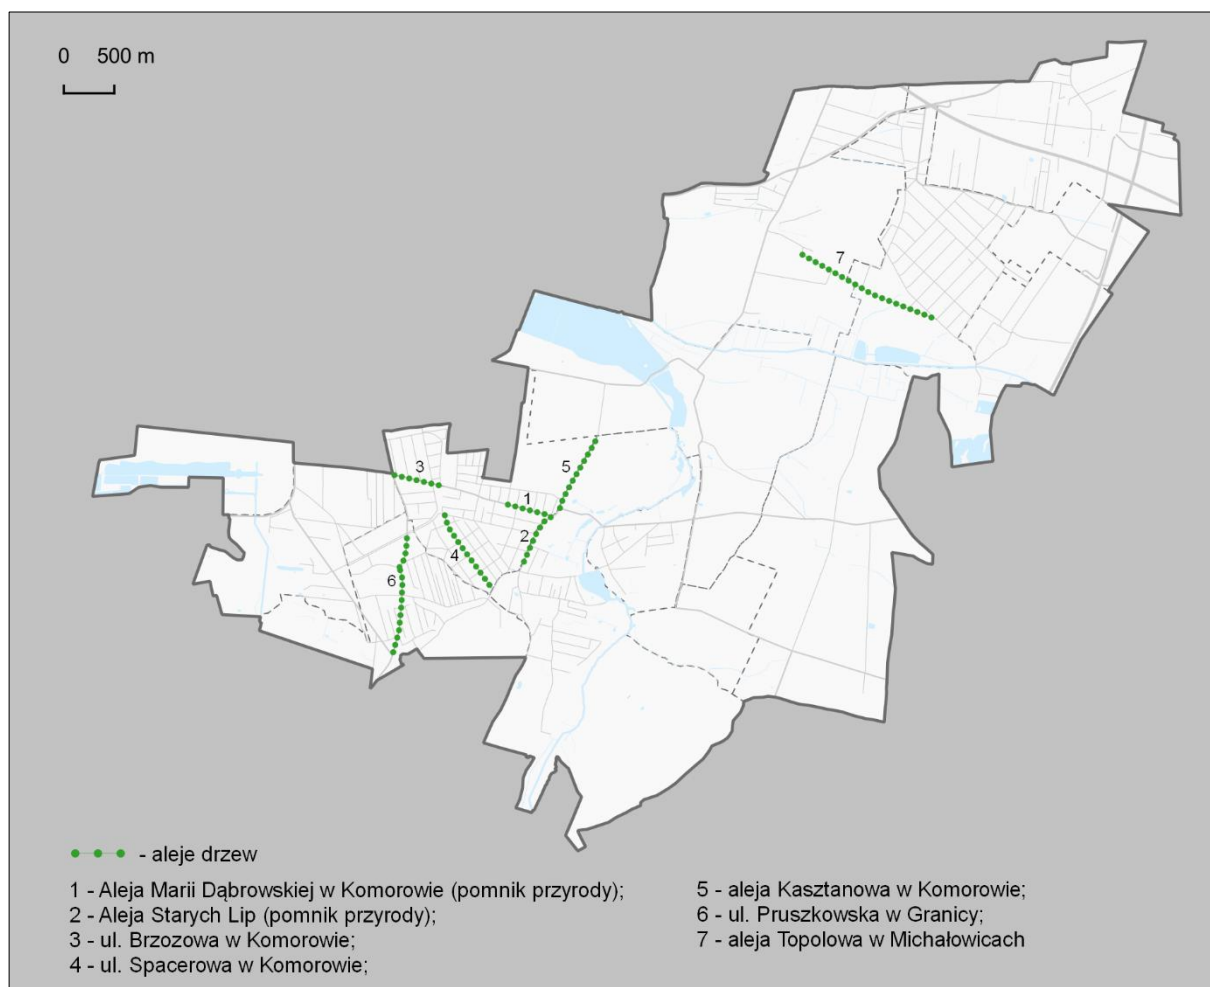 0 500 m
7
3
5
1
2
4
6
- aleje drzew
1 - Aleja Marii Dąbrowskiej w Komorowie (pomnik przyrody);
2 - Aleja Starych Lip (pomnik przyrody);
3 - ul. Brzozowa w Komorowie;
4 - ul. Spacerowa w Komorowie;
5 - aleja Kasztanowa w Komorowie;
6 - ul. Pruszkowska w Granicy;
7 - aleja Topolowa w Michałowicach